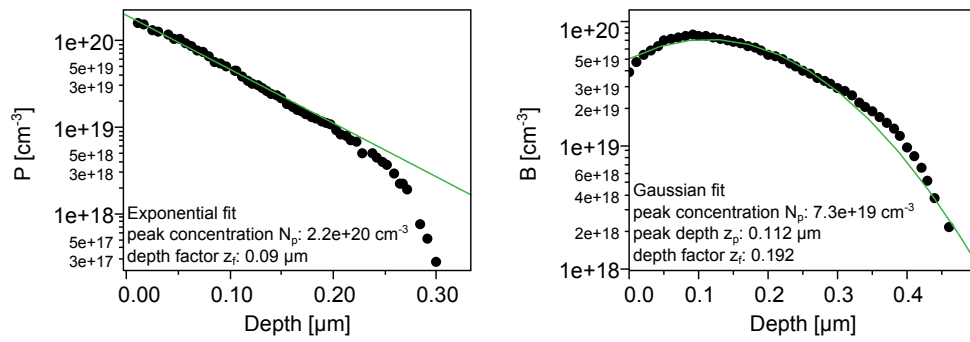 1e+20
5e+19
3e+19
1e+19
5e+18
3e+18
1e+18
5e+17
3e+17
P [cm-3]
Exponential fit
peak concentration Np: 2.2e+20 cm-3
depth factor zf: 0.09 µm
0.00 0.10 0.20 0.30
Depth [µm]
1e+20
5e+19
3e+19
2e+19
1e+19
6e+18
4e+18
3e+18
2e+18
1e+18
B [cm-3]
Gaussian fit
peak concentration Np: 7.3e+19 cm-3
peak depth zp: 0.112 µm
depth factor zf: 0.192
0.0 0.1 0.2 0.3 0.4
Depth [µm]